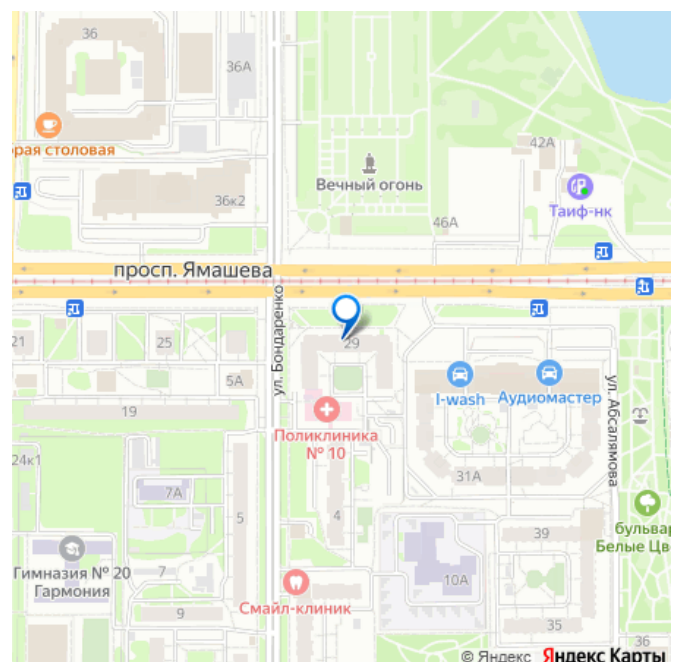 36
36А
рая столовая
Вечный огонь
42А
Таиф-нк
36к2
46А
просп. Ямашева
ул. Бондаренко
21
25
29
5А
I-wash
Аудиомастер
ул. Абсалямова
19
Поликлиника
№ 10
24к1
31А
7А
5
4
39
бульвар
Белые Цв
Гимназия № 20
Гармония
7
10А
Смайл-клиник
9
35
36
© Яндекс Яндекс Карты